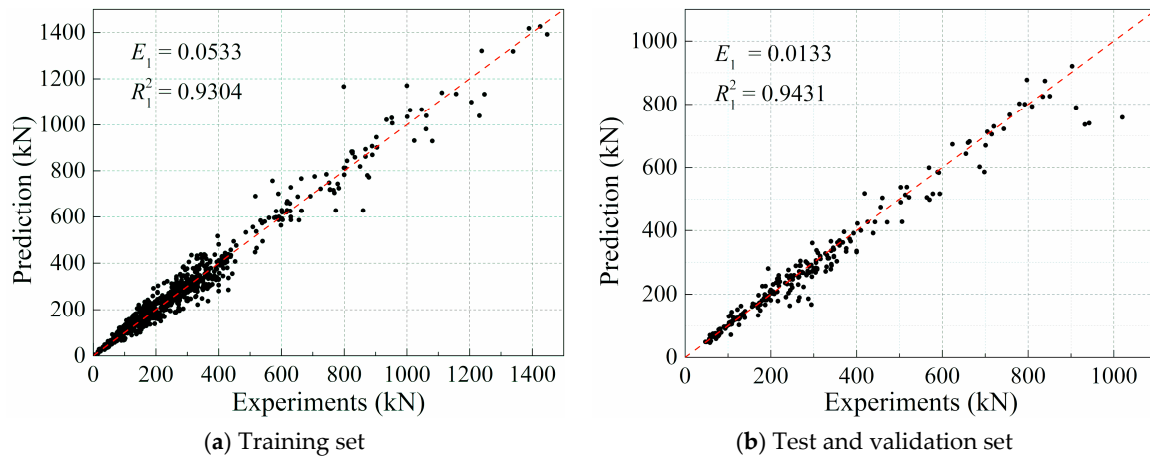 1400
1200
1000
800
600
400
200
0
Prediction (kN)
E₁ = 0.0533
R₁² = 0.9304
0 200 400 600 800 1000 1200 1400
Experiments (kN)
(a) Training set
1000
800
600
400
200
0
Prediction (kN)
E₁ = 0.0133
R₁² = 0.9431
0 200 400 600 800 1000
Experiments (kN)
(b) Test and validation set